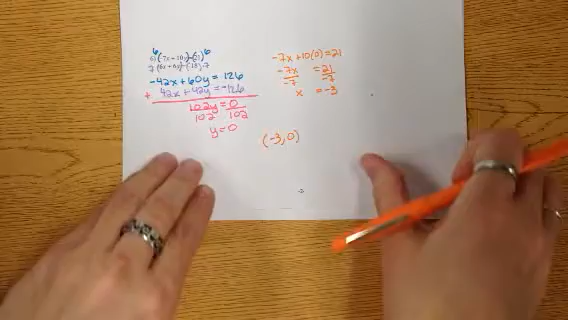 -42x + 60y = 126
+ 42x + 42y = -126
102y = 0
102 102
y = 0
-7x + 10(0) = 21
-7x = 21
-7 -7
x = -3
(-3, 0)